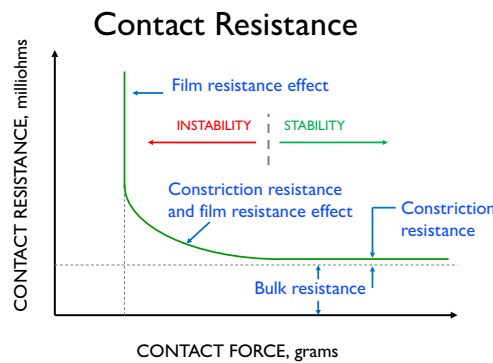 Contact Resistance
CONTACT RESISTANCE, milliohms
Film resistance effect
INSTABILITY
STABILITY
Constriction resistance
and film resistance effect
Constriction
resistance
Bulk resistance
CONTACT FORCE, grams